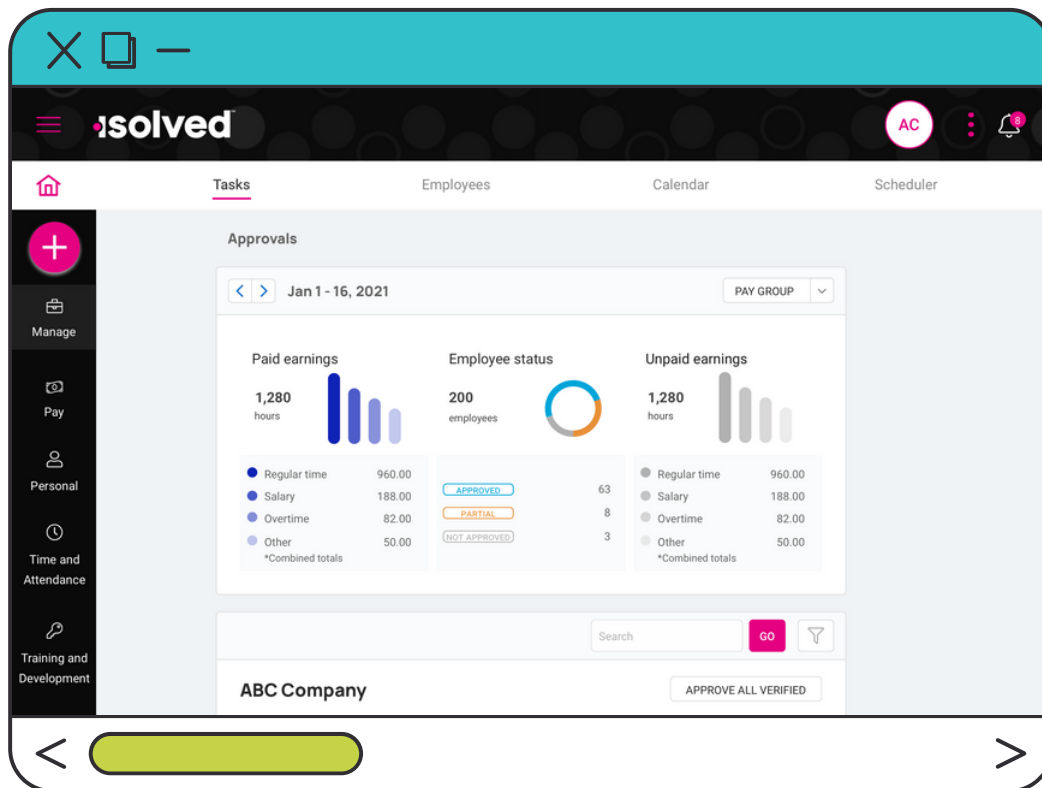 isolved
AC
8
Tasks Employees Calendar Scheduler
Approvals
Jan 1 - 16, 2021
PAY GROUP
Manage
Pay
Personal
Time and
Attendance
Training and
Development
Paid earnings
1,280
hours
Regular time 960.00
Salary 188.00
Overtime 82.00
Other 50.00
*Combined totals
Employee status
200
employees
APPROVED 63
PARTIAL 8
NOT APPROVED 3
Unpaid earnings
1,280
hours
Regular time 960.00
Salary 188.00
Overtime 82.00
Other 50.00
*Combined totals
Search
GO
ABC Company
APPROVE ALL VERIFIED